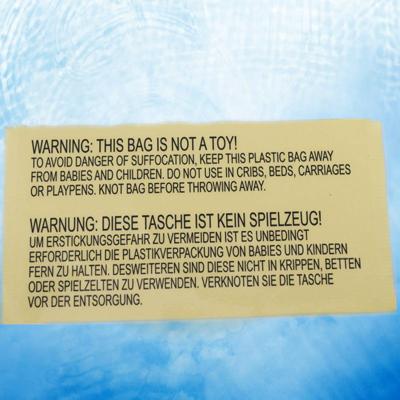 WARNING: THIS BAG IS NOT A TOY!
TO AVOID DANGER OF SUFFOCATION, KEEP THIS PLASTIC BAG AWAY
FROM BABIES AND CHILDREN. DO NOT USE IN CRIBS, BEDS, CARRIAGES
OR PLAYPENS. KNOT BAG BEFORE THROWING AWAY.
WARNUNG: DIESE TASCHE IST KEIN SPIELZEUG!
UM ERSTICKUNGSGEFAHR ZU VERMEIDEN IST ES UNBEDINGT
ERFORDERLICH DIE PLASTIKVERPACKUNG VON BABIES UND KINDERN
FERN ZU HALTEN. DESWEITEREN SIND DIESE NICHT IN KRIPPEN, BETTEN
ODER SPIELZELTEN ZU VERWENDEN. VERKNOTEN SIE DIE TASCHE
VOR DER ENTSORGUNG.